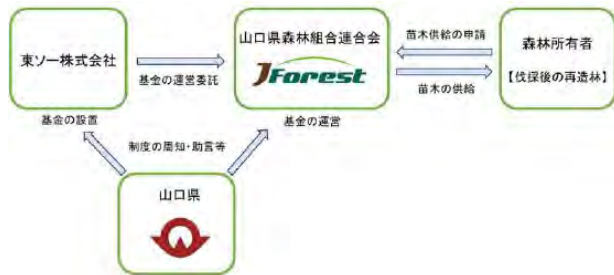 東ソー株式会社
基金の設置
基金の運営委託
山口県森林組合連合会
JForest
基金の運営
苗木供給の申請
苗木の供給
森林所有者
【伐採後の再造林】
制度の周知・助言等
山口県